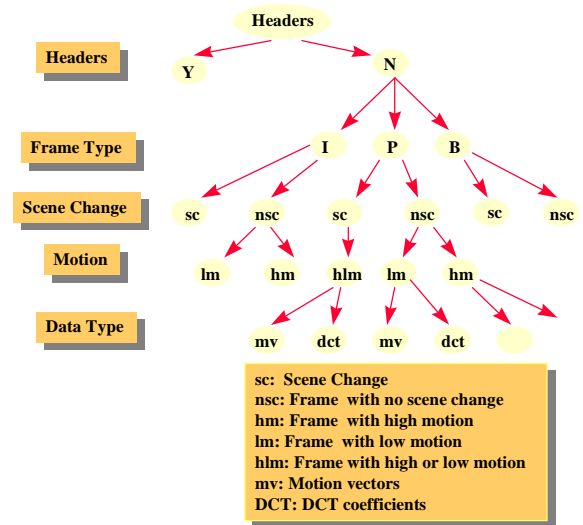 Headers
Headers
Y
N
Frame Type
I
P
B
Scene Change
sc
nsc
sc
nsc
sc
nsc
Motion
lm
hm
hlm
lm
hm
Data Type
mv
dct
mv
dct
sc: Scene Change
nsc: Frame with no scene change
hm: Frame with high motion
lm: Frame with low motion
hlm: Frame with high or low motion
mv: Motion vectors
DCT: DCT coefficients